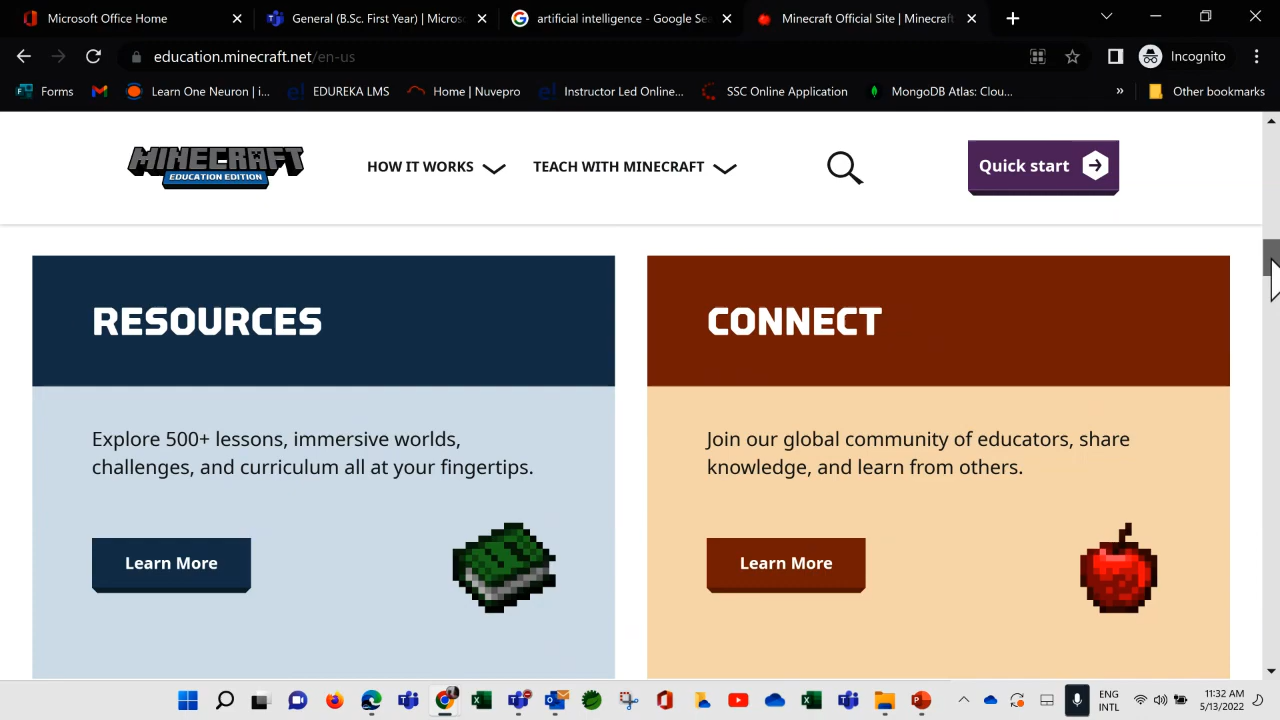 Microsoft Office Home
General (B.Sc. First Year) | Micros
artificial intelligence - Google Se
Minecraft Official Site | Minecraft
education.minecraft.net/en-us
Incognito
Forms
Learn One Neuron | i...
EDUREKA LMS
Home | Nuvepro
Instructor Led Online...
SSC Online Application
MongoDB Atlas: Clou...
»
Other bookmarks
MINECRAFT
EDUCATION EDITION
HOW IT WORKS
TEACH WITH MINECRAFT
Quick start
RESOURCES
Explore 500+ lessons, immersive worlds,
challenges, and curriculum all at your fingertips.
Learn More
CONNECT
Join our global community of educators, share
knowledge, and learn from others.
Learn More
ENG
INTL
11:32 AM
5/13/2022